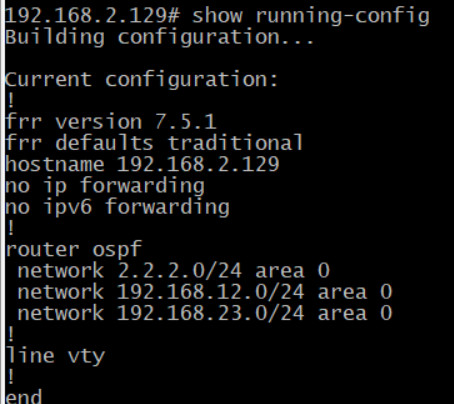 192.168.2.129# show running-config
Building configuration...

Current configuration:
!
frr version 7.5.1
frr defaults traditional
hostname 192.168.2.129
no ip forwarding
no ipv6 forwarding
!
router ospf
 network 2.2.2.0/24 area 0
 network 192.168.12.0/24 area 0
 network 192.168.23.0/24 area 0
!
line vty
!
end